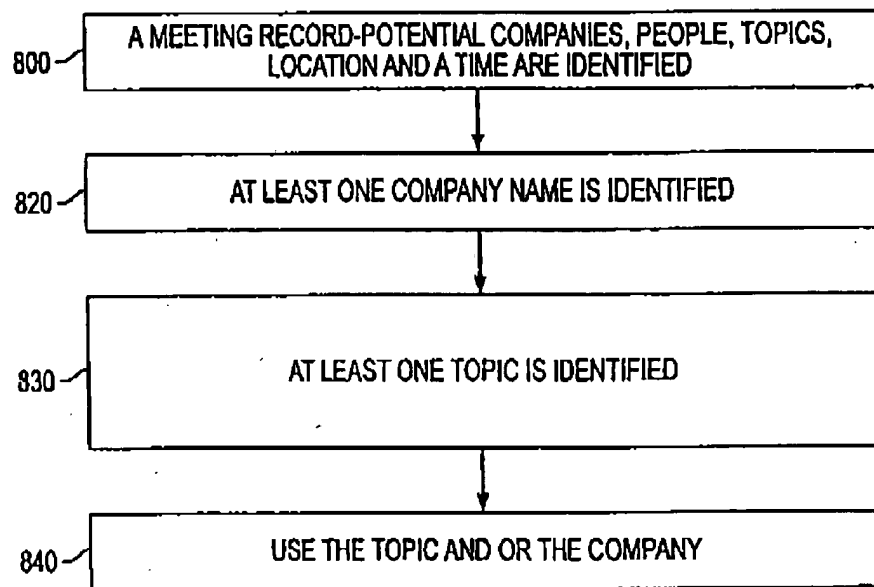 800
A MEETING RECORD-POTENTIAL COMPANIES, PEOPLE, TOPICS,
LOCATION AND A TIME ARE IDENTIFIED
820
AT LEAST ONE COMPANY NAME IS IDENTIFIED
830
AT LEAST ONE TOPIC IS IDENTIFIED
840
USE THE TOPIC AND OR THE COMPANY